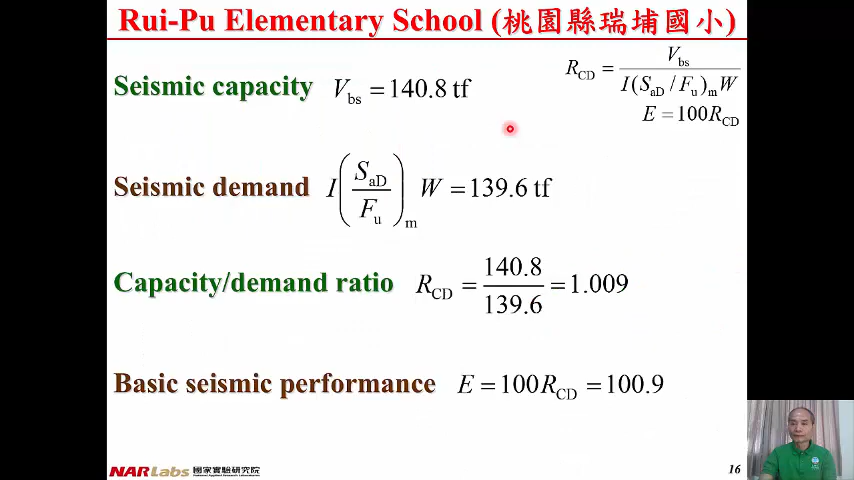 Rui-Pu Elementary School (桃園縣瑞埔國小)
R_CD = V_bs / I(S_aD / F_u)_m W
E = 100R_CD
Seismic capacity V_bs = 140.8 tf
Seismic demand I(S_aD / F_u)_m W = 139.6 tf
Capacity/demand ratio R_CD = 140.8 / 139.6 = 1.009
Basic seismic performance E = 100R_CD = 100.9
NARLabs 國家實驗研究院
16